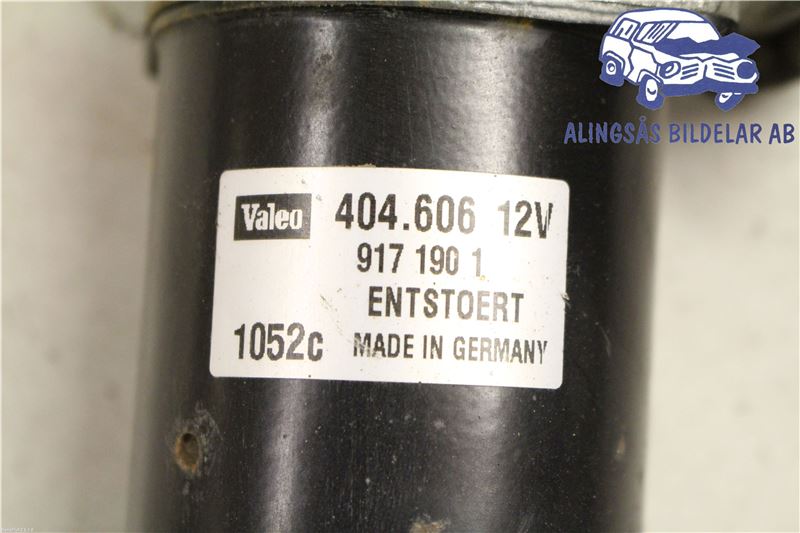 ALINGSÅS BILDELAR AB
Valeo 404.606 12V
917 190 1
ENTSTOERT
1052c MADE IN GERMANY